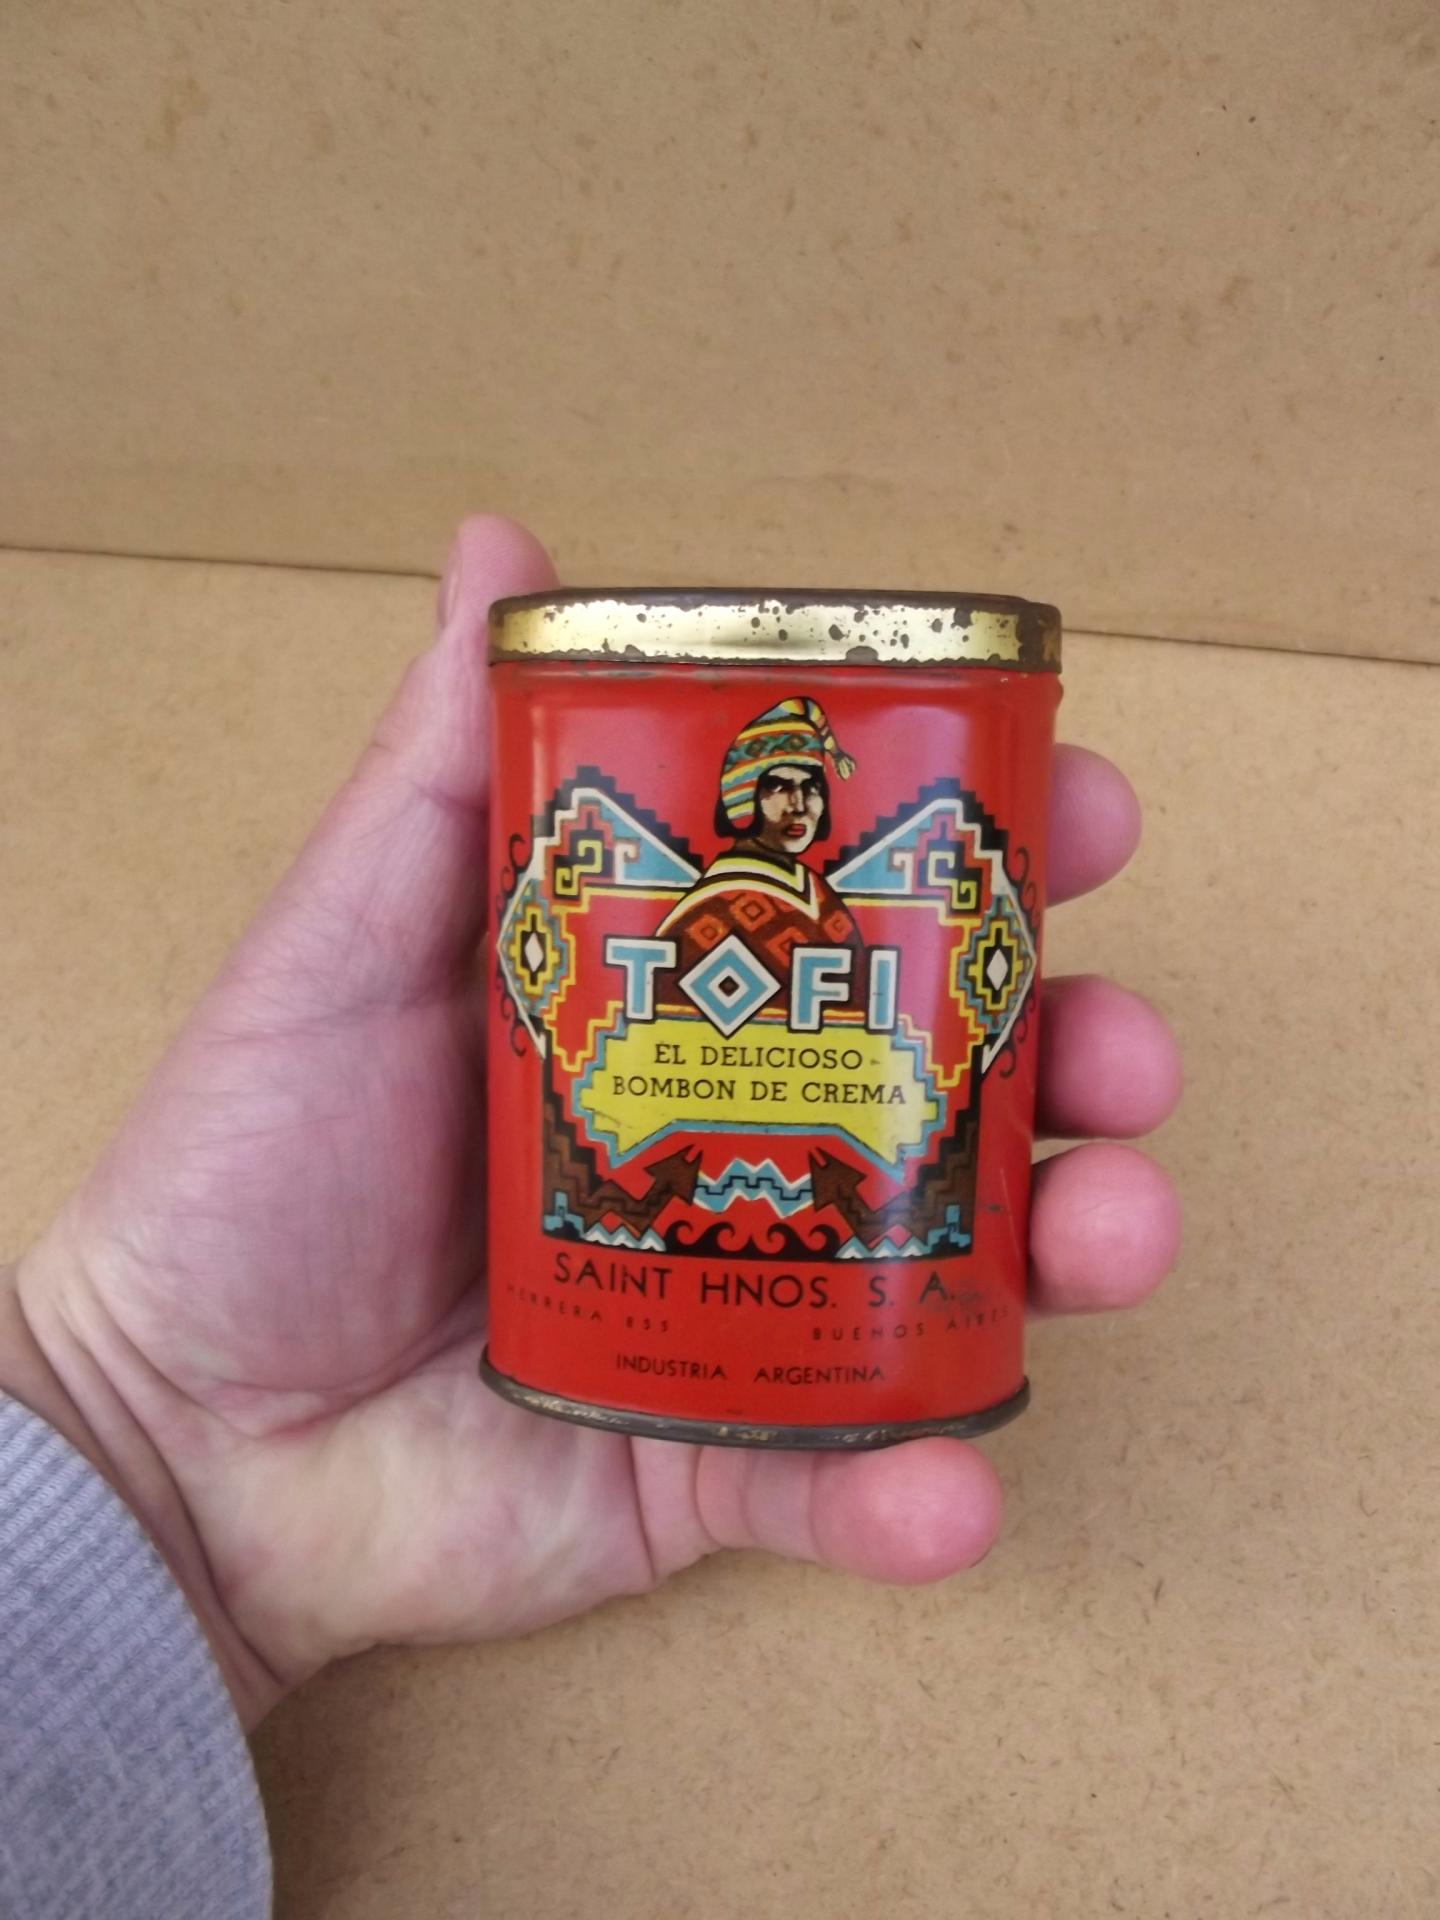 TOFI
EL DELICIOSO
BOMBON DE CREMA
SAINT HNOS. S. A.
HERRERA 855 BUENOS AIRES
INDUSTRIA ARGENTINA